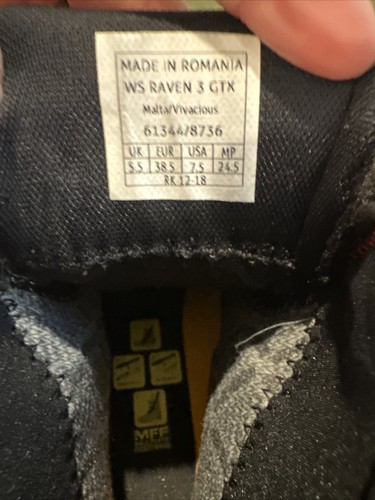 MADE IN ROMANIA
WS RAVEN 3 GTX
Malta/Vivacious
61344/8736
UK EUR USA MP
5.5 38.5 7.5 24.5
RK 12-18
MFF